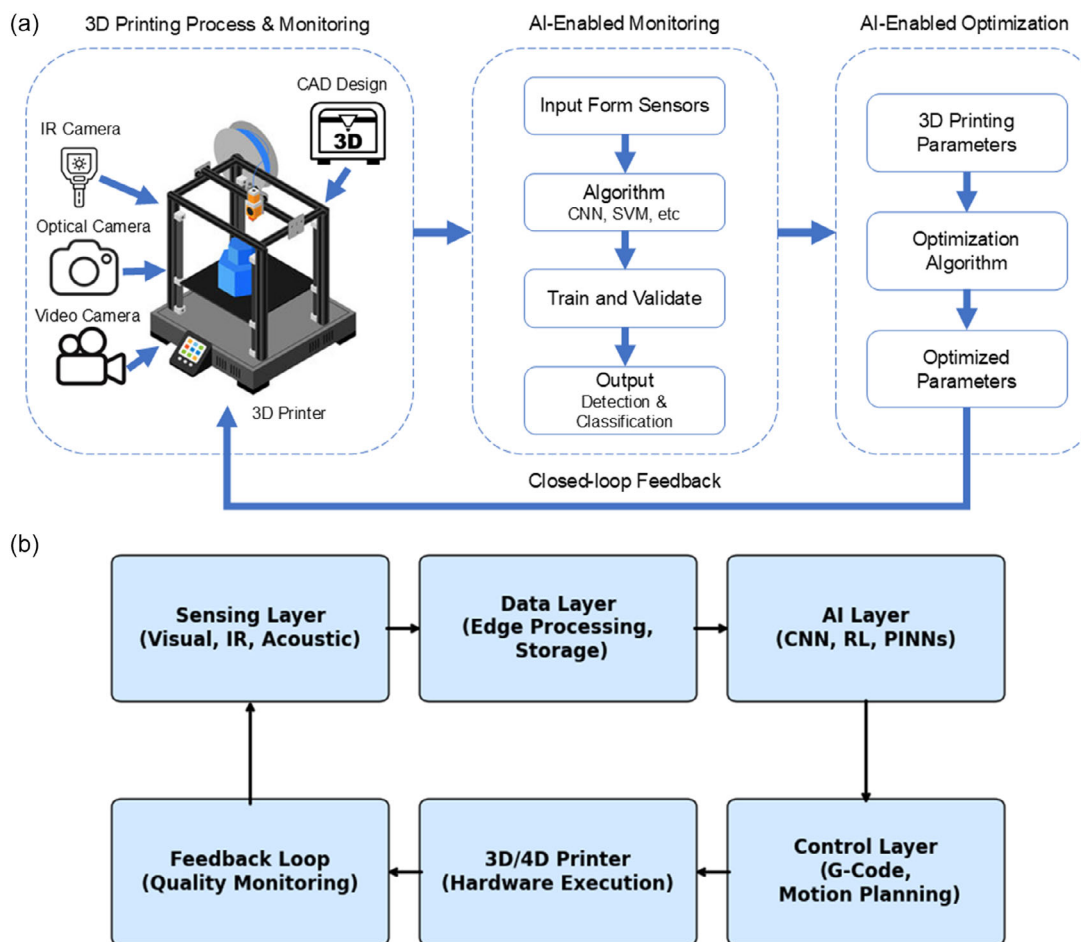 (a)
3D Printing Process & Monitoring
AI-Enabled Monitoring
AI-Enabled Optimization
CAD Design
3D
IR Camera
Optical Camera
Video Camera
3D Printer
Input Form Sensors
Algorithm
CNN, SVM, etc
Train and Validate
Output
Detection &
Classification
3D Printing
Parameters
Optimization
Algorithm
Optimized
Parameters
Closed-loop Feedback
(b)
Sensing Layer
(Visual, IR, Acoustic)
Data Layer
(Edge Processing,
Storage)
AI Layer
(CNN, RL, PINNs)
Feedback Loop
(Quality Monitoring)
3D/4D Printer
(Hardware Execution)
Control Layer
(G-Code,
Motion Planning)